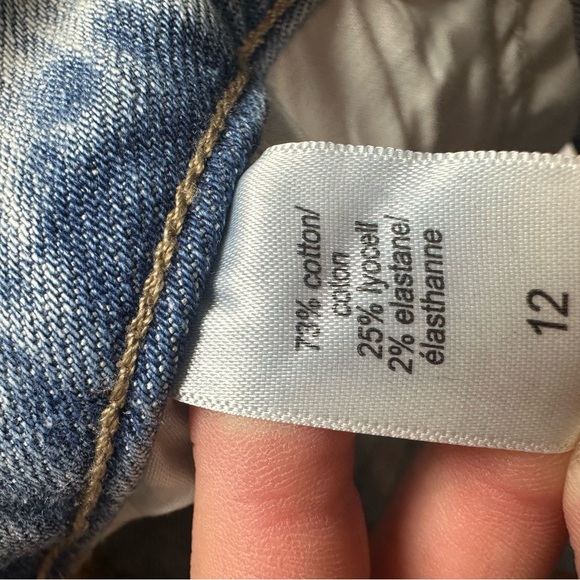 73% cotton/
coton
25% lyocell
2% elastane/
élasthanne
12